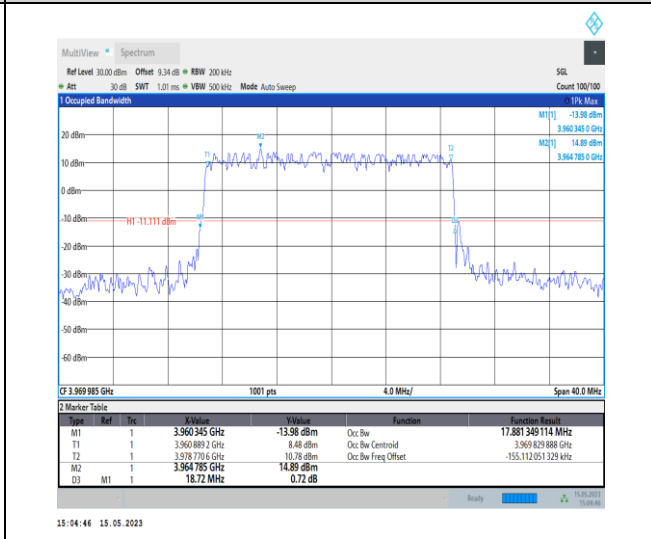 MultiView Spectrum
Ref Level 30.00 dBm Offset 9.34 dB RBW 200 kHz SGL
Att 30 dB SWT 1.01 ms VBW 500 kHz Mode Auto Sweep Count 100/100
1 Occupied Bandwidth 1Pk Max
M1[1] -13.98 dBm
3.960 345 0 GHz
M2[1] 14.89 dBm
3.964 785 0 GHz
20 dBm
M2
T1
T2
10 dBm
0 dBm
-10 dBm
M1
H1 -11.111 dBm
-20 dBm
-30 dBm
-40 dBm
-50 dBm
-60 dBm
CF 3.969 985 GHz 1001 pts 4.0 MHz/ Span 40.0 MHz
2 Marker Table
Type Ref Trc X-Value Y-Value Function Function Result
M1 1 3.960 345 GHz -13.98 dBm Occ Bw 17.881 349 114 MHz
T1 1 3.960 889 2 GHz 8.48 dBm Occ Bw Centroid 3.969 829 888 GHz
T2 1 3.978 770 6 GHz 10.78 dBm Occ Bw Freq Offset -155.112 051 329 kHz
M2 1 3.964 785 GHz 14.89 dBm
D3 M1 1 18.72 MHz 0.72 dB
Ready 15.05.2023
15:04:46
15:04:46 15.05.2023